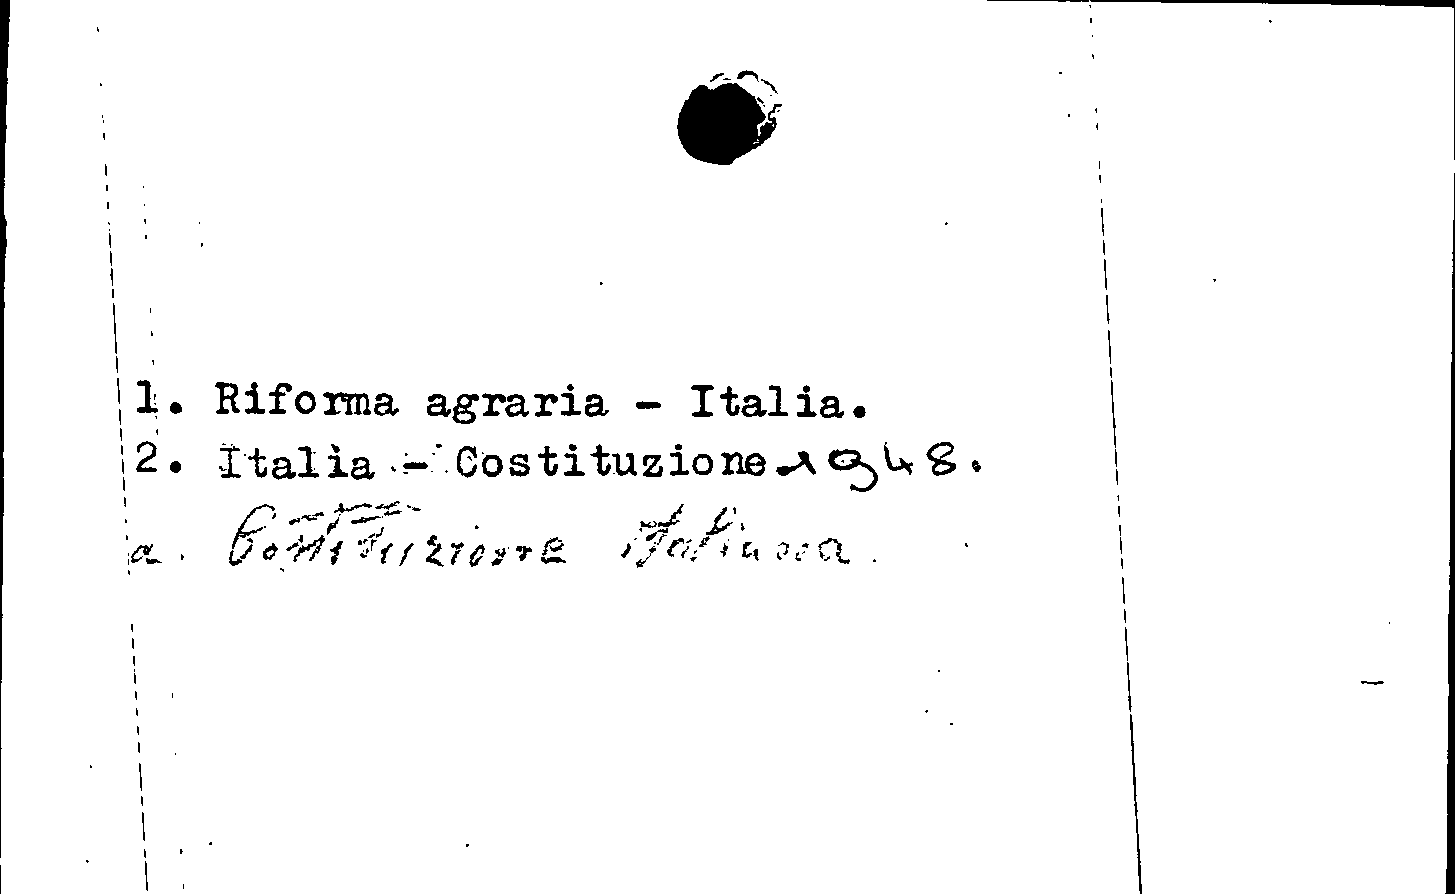 1. Riforma agraria - Italia.
2. Italia - Costituzione 1948.
a. Costituzione italiana.